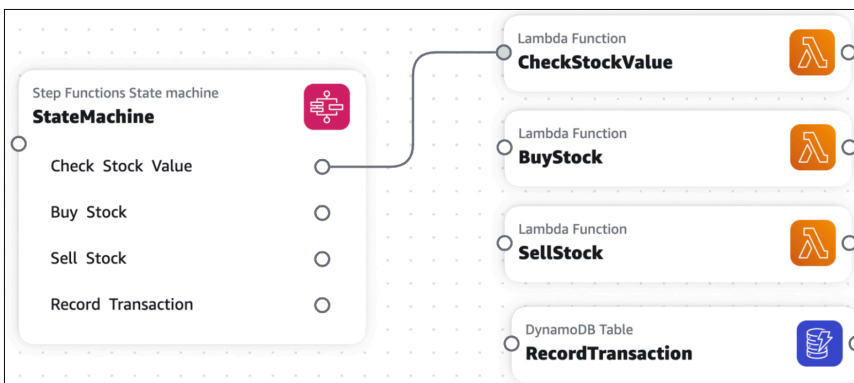 Step Functions State machine
StateMachine
Check Stock Value
Buy Stock
Sell Stock
Record Transaction
Lambda Function
CheckStockValue
Lambda Function
BuyStock
Lambda Function
SellStock
DynamoDB Table
RecordTransaction